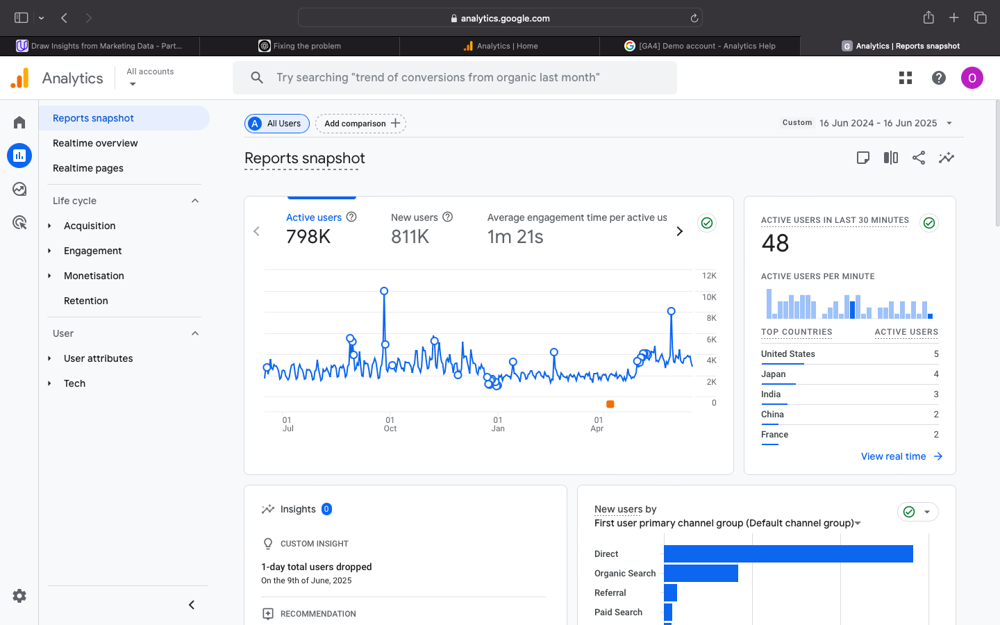 analytics.google.com
Draw Insights from Marketing Data - Part...
Fixing the problem
Analytics | Home
[GA4] Demo account - Analytics Help
G
Analytics | Reports snapshot
Analytics
All accounts
Try searching "trend of conversions from organic last month"
O
Reports snapshot
Realtime overview
Realtime pages
Life cycle
Acquisition
Engagement
Monetisation
Retention
User
User attributes
Tech
A All Users
Add comparison
Custom 16 Jun 2024 - 16 Jun 2025
Reports snapshot
Active users
798K
New users
811K
Average engagement time per active us
1m 21s
12K
10K
8K
6K
4K
2K
0
01 Jul
01 Oct
01 Jan
01 Apr
ACTIVE USERS IN LAST 30 MINUTES
48
ACTIVE USERS PER MINUTE
TOP COUNTRIES ACTIVE USERS
United States 5
Japan 4
India 3
China 2
France 2
View real time
Insights 0
CUSTOM INSIGHT
1-day total users dropped
On the 9th of June, 2025
RECOMMENDATION
New users by
First user primary channel group (Default channel group)
Direct
Organic Search
Referral
Paid Search